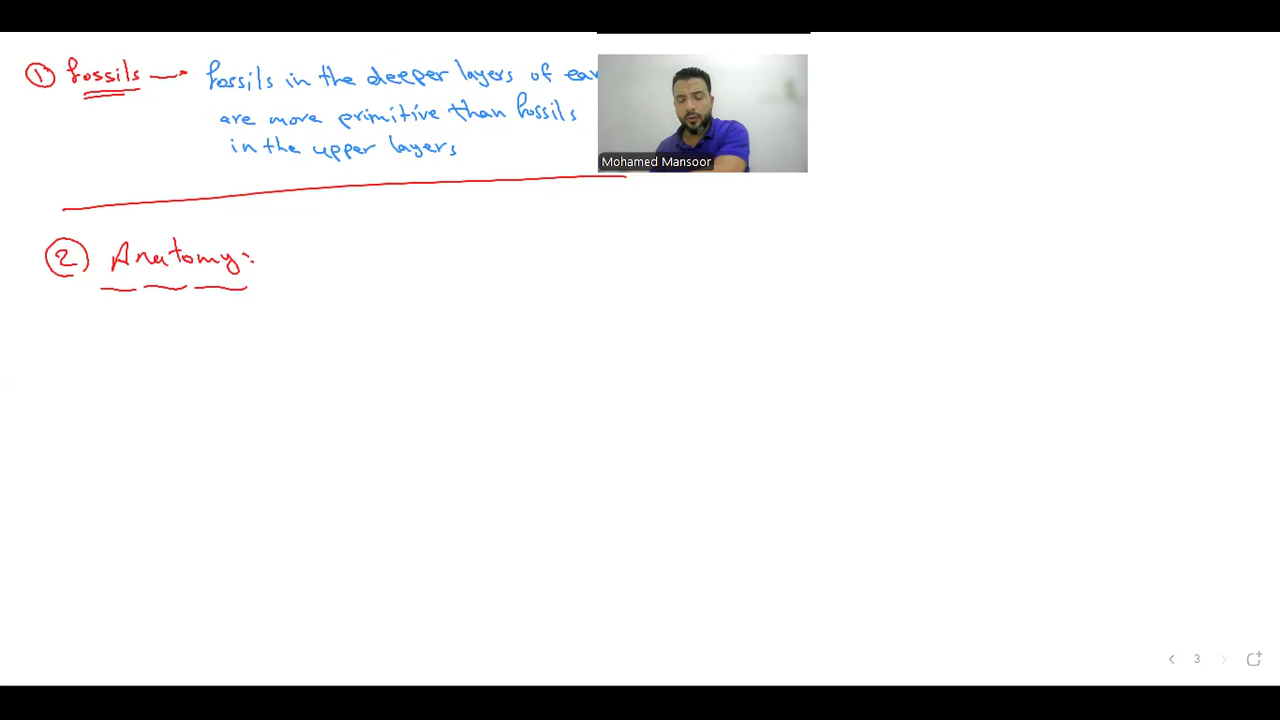 ① fossils → fossils in the deeper layers of
are more primitive than fossils
in the upper layers
Mohamed Mansoor
② Anatomy:
3